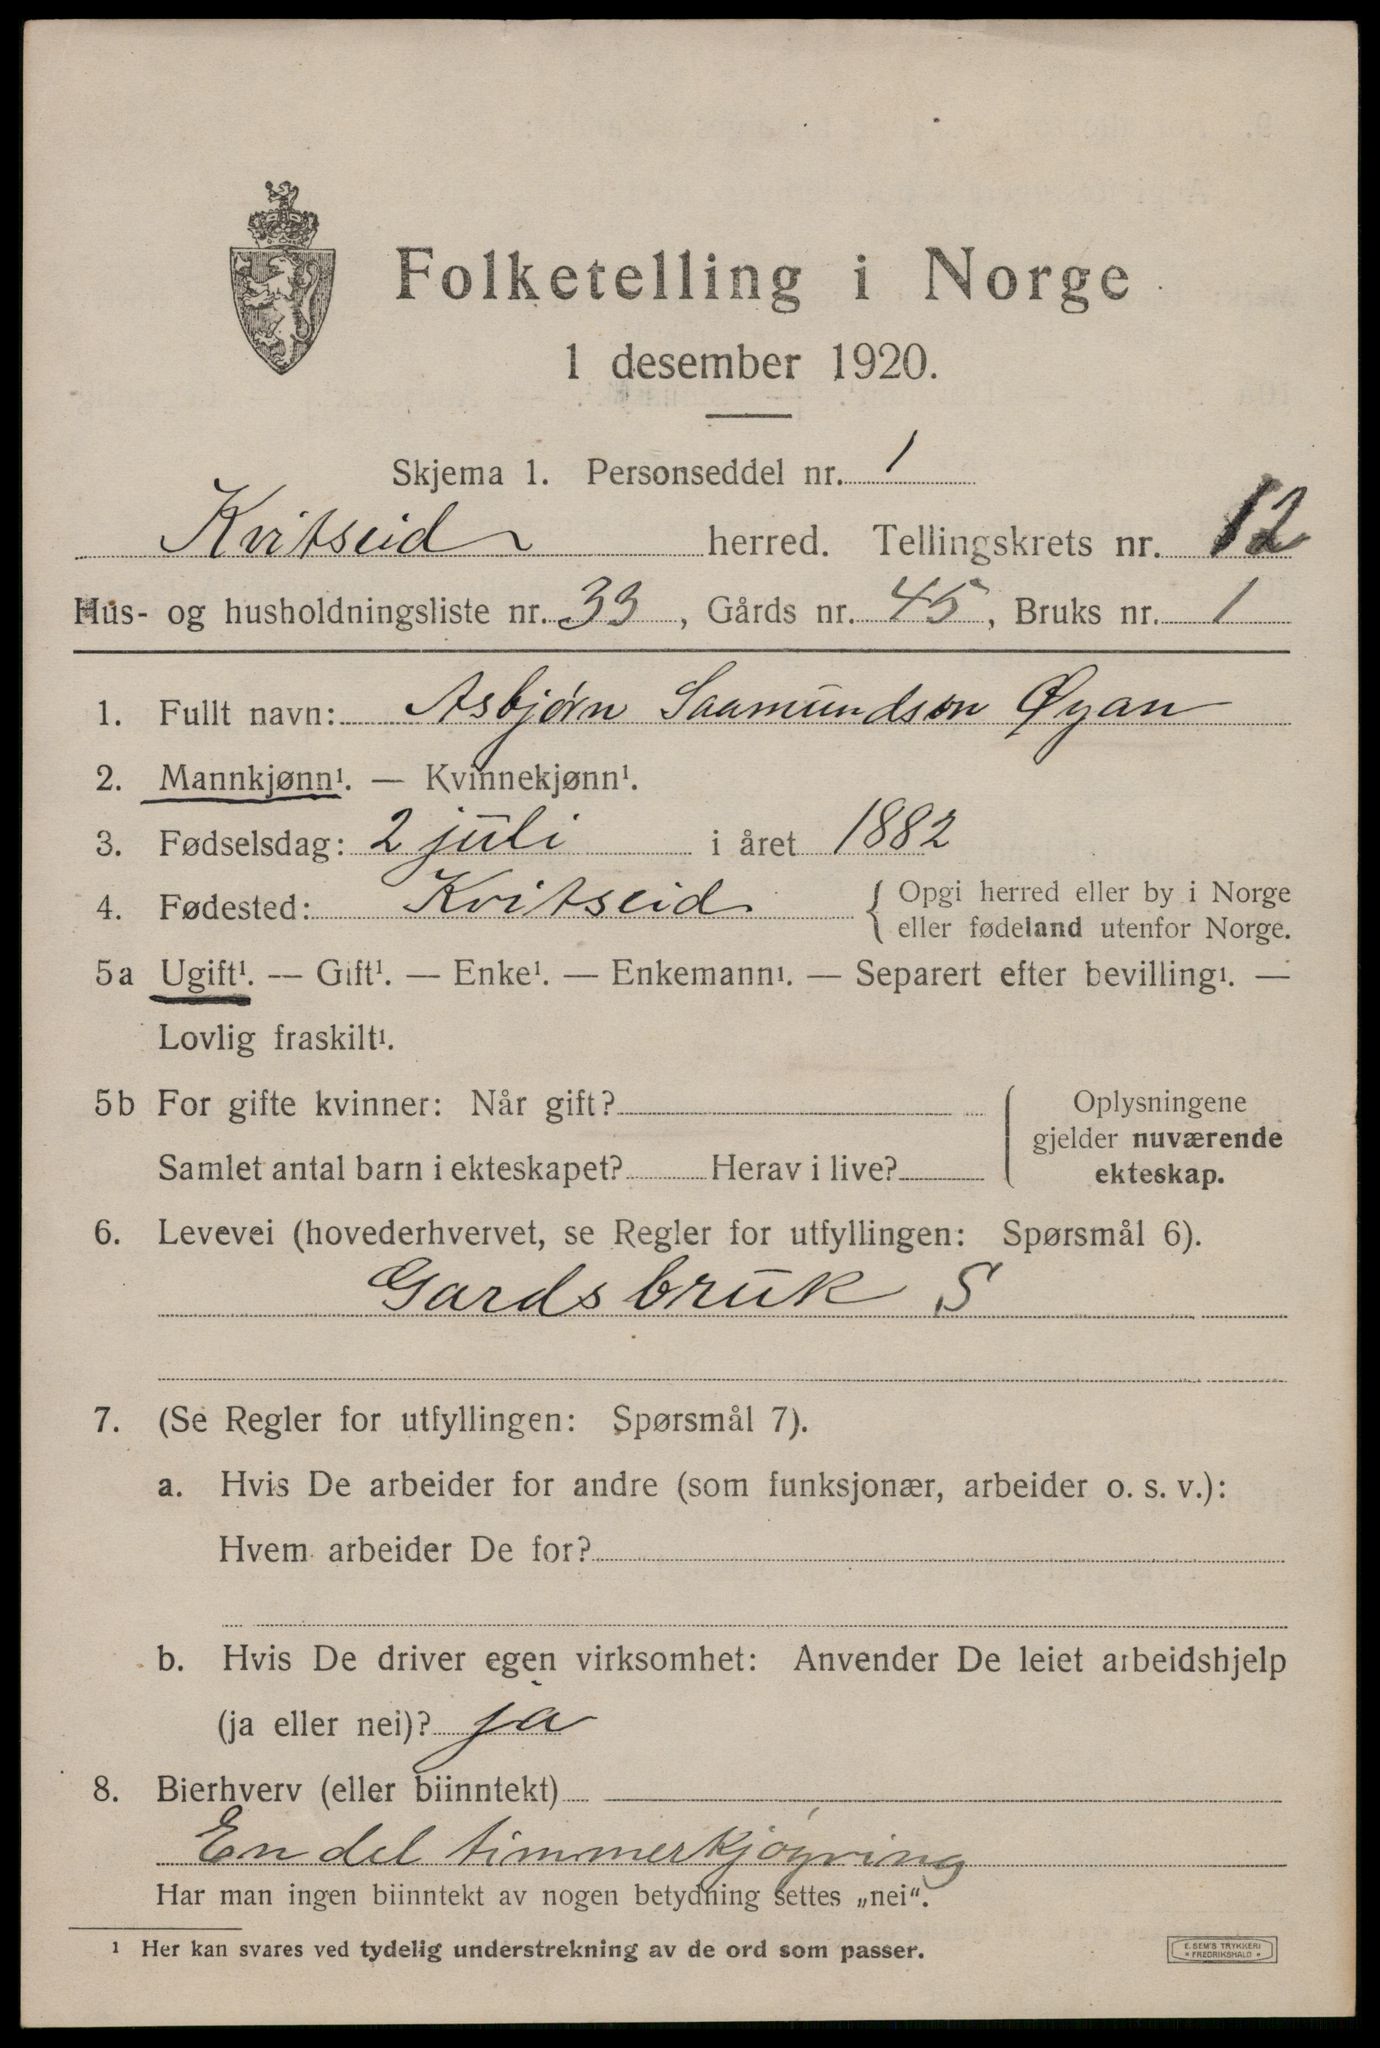 Folketelling i Norge
1 desember 1920.
Skjema 1. Personseddel nr. 1
Kvitseid herred. Tellingskrets nr. 12
Hus- og husholdningsliste nr. 33, Gårds nr. 45, Bruks nr. 1
1. Fullt navn: Asbjørn Saamundson Øyan
2. Mannkjønn¹. — Kvinnekjønn¹.
3. Fødselsdag: 2 juli i året 1882
4. Fødested: Kvitseid { Opgi herred eller by i Norge
eller fødeland utenfor Norge.
5a Ugift¹. — Gift¹. — Enke¹. — Enkemann¹. — Separert efter bevilling¹. —
Lovlig fraskilt¹.
5b For gifte kvinner: Når gift?
Samlet antal barn i ekteskapet? Herav i live?
Oplysningene
gjelder nuværende
ekteskap.
6. Levevei (hovederhvervet, se Regler for utfyllingen: Spørsmål 6).
Gardsbruk S
7. (Se Regler for utfyllingen: Spørsmål 7).
a. Hvis De arbeider for andre (som funksjonær, arbeider o. s. v.):
Hvem arbeider De for?
b. Hvis De driver egen virksomhet: Anvender De leiet arbeidshjelp
(ja eller nei)? ja
8. Bierhverv (eller biinntekt)
En del timmerkjøyring
Har man ingen biinntekt av nogen betydning settes „nei“.
¹ Her kan svares ved tydelig understrekning av de ord som passer.
E. SEM'S TRYKKERI
* FREDRIKSHALD *